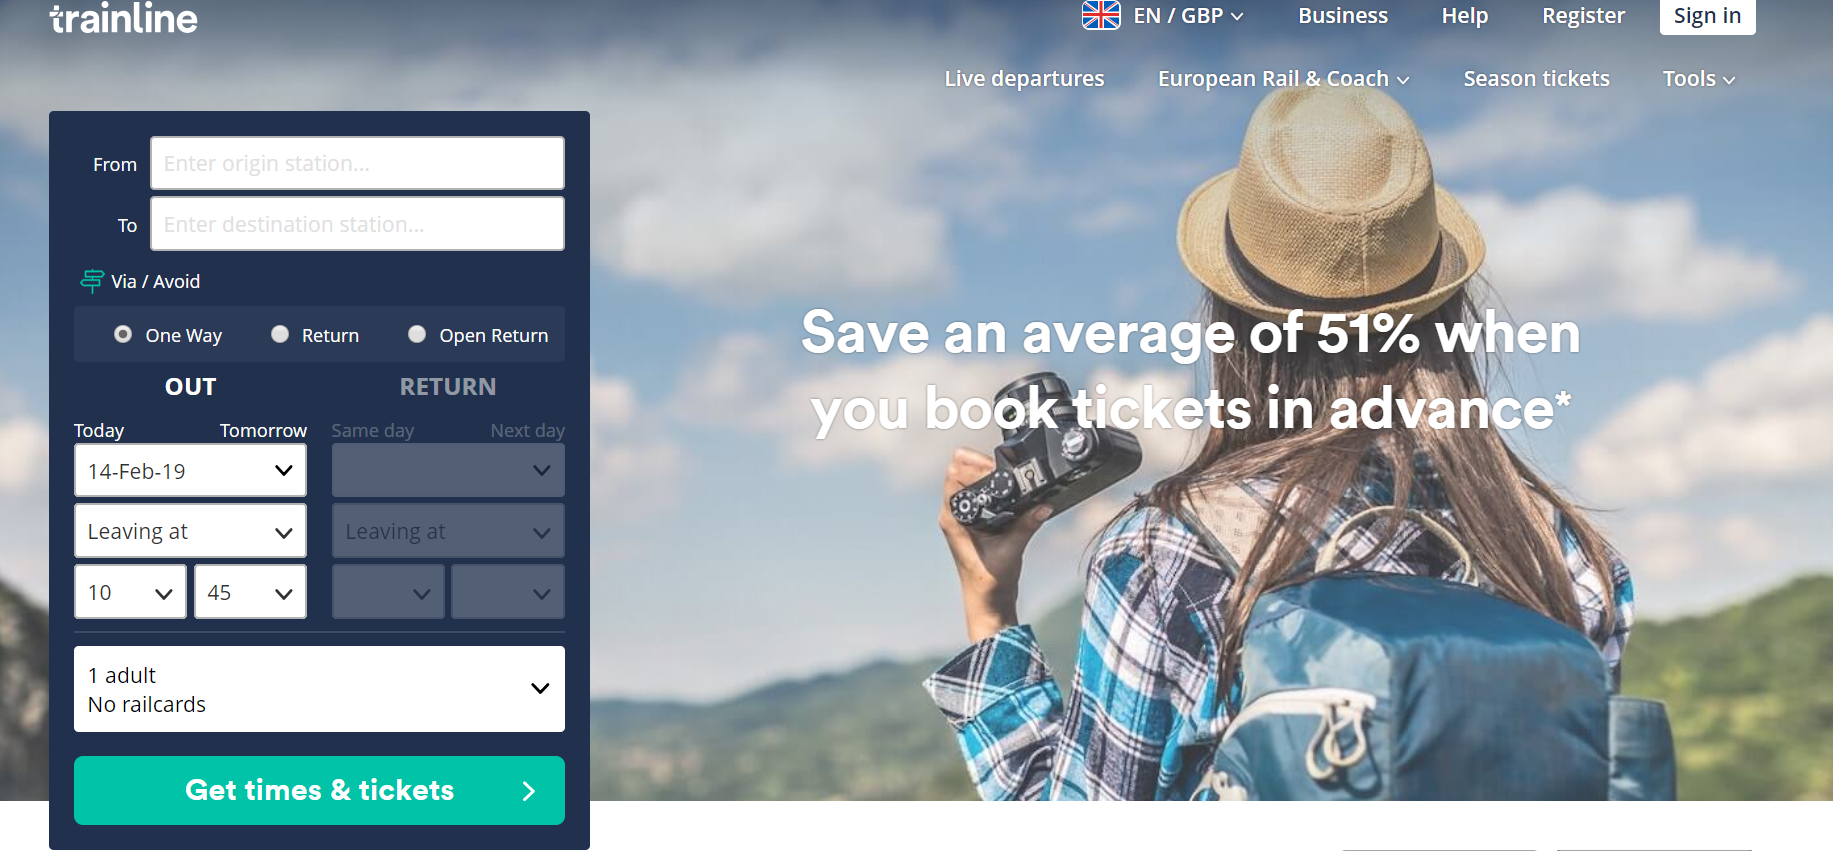 trainline
EN / GBP
Business
Help
Register
Sign in
Live departures
European Rail & Coach
Season tickets
Tools
From
Enter origin station...
To
Enter destination station...
Via / Avoid
One Way
Return
Open Return
OUT
RETURN
Today
Tomorrow
Same day
Next day
14-Feb-19
Leaving at
Leaving at
10
45
1 adult
No railcards
Get times & tickets
Save an average of 51% when
you book tickets in advance*